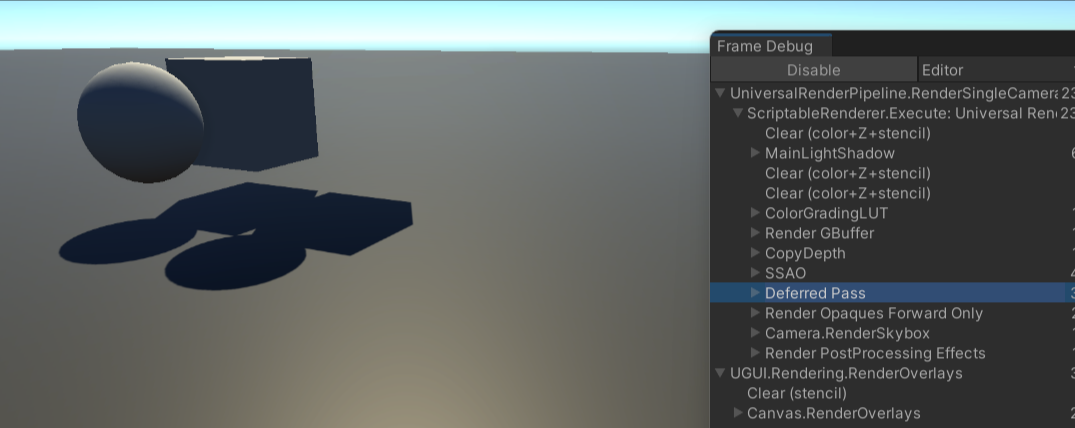 Frame Debug
Disable Editor
UniversalRenderPipeline.RenderSingleCamera 23
ScriptableRenderer.Execute: Universal Ren 23
Clear (color+Z+stencil)
MainLightShadow 6
Clear (color+Z+stencil)
Clear (color+Z+stencil)
ColorGradingLUT
Render GBuffer
CopyDepth
SSAO 4
Deferred Pass 3
Render Opaques Forward Only 2
Camera.RenderSkybox
Render PostProcessing Effects
UGUI.Rendering.RenderOverlays 3
Clear (stencil)
Canvas.RenderOverlays 2